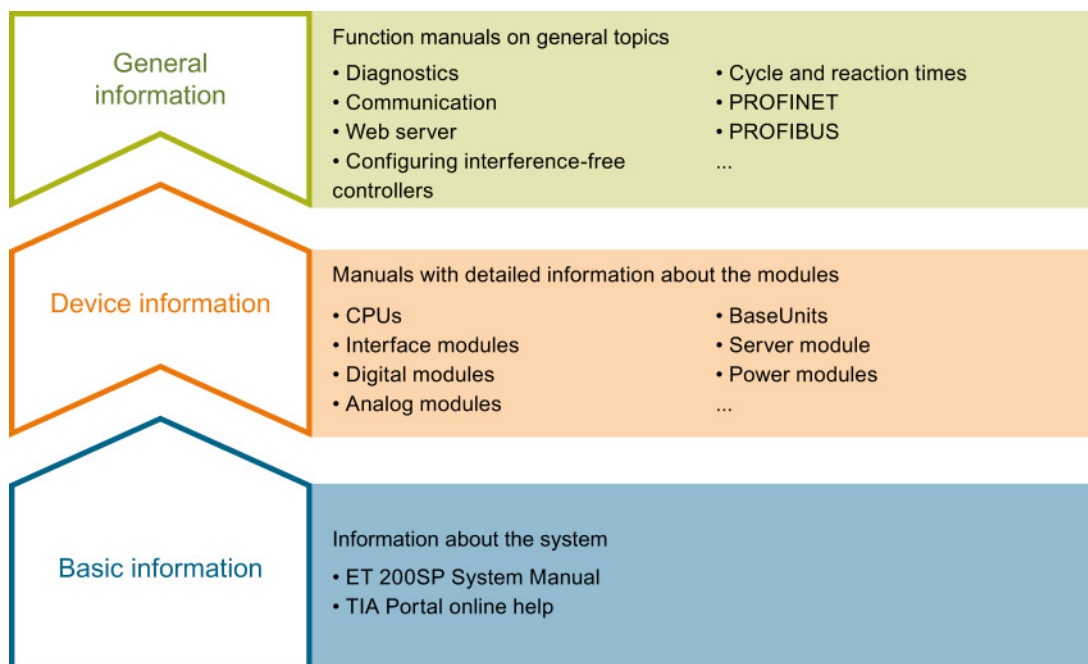 General
information
Function manuals on general topics
• Diagnostics
• Communication
• Web server
• Configuring interference-free
controllers
• Cycle and reaction times
• PROFINET
• PROFIBUS
...
Device information
Manuals with detailed information about the modules
• CPUs
• Interface modules
• Digital modules
• Analog modules
• BaseUnits
• Server module
• Power modules
...
Basic information
Information about the system
• ET 200SP System Manual
• TIA Portal online help